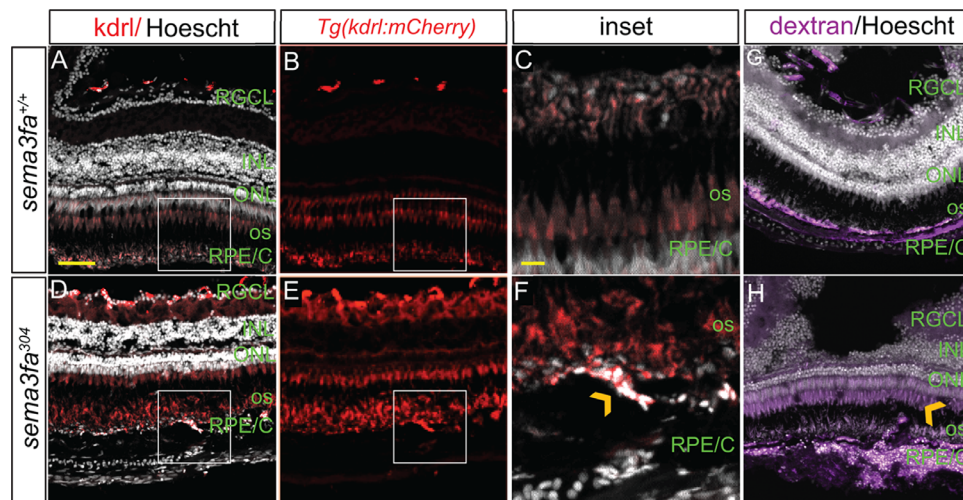 kdrl/ Hoescht
Tg(kdrl:mCherry)
inset
dextran/Hoescht
sema3fa+/+
A
RGCL
INL
ONL
os
RPE/C
B
C
os
RPE/C
G
RGCL
INL
ONL
os
RPE/C
sema3fa304
D
RGCL
INL
ONL
os
RPE/C
E
F
os
RPE/C
H
RGCL
INL
ONL
os
RPE/C